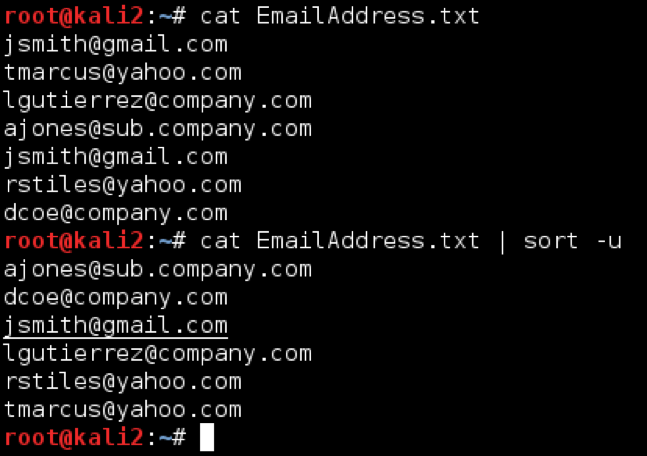 root@kali2:~# cat EmailAddress.txt
jsmith@gmail.com
tmarcus@yahoo.com
lgutierrez@company.com
ajones@sub.company.com
jsmith@gmail.com
rstiles@yahoo.com
dcoe@company.com
root@kali2:~# cat EmailAddress.txt | sort -u
ajones@sub.company.com
dcoe@company.com
jsmith@gmail.com
lgutierrez@company.com
rstiles@yahoo.com
tmarcus@yahoo.com
root@kali2:~#